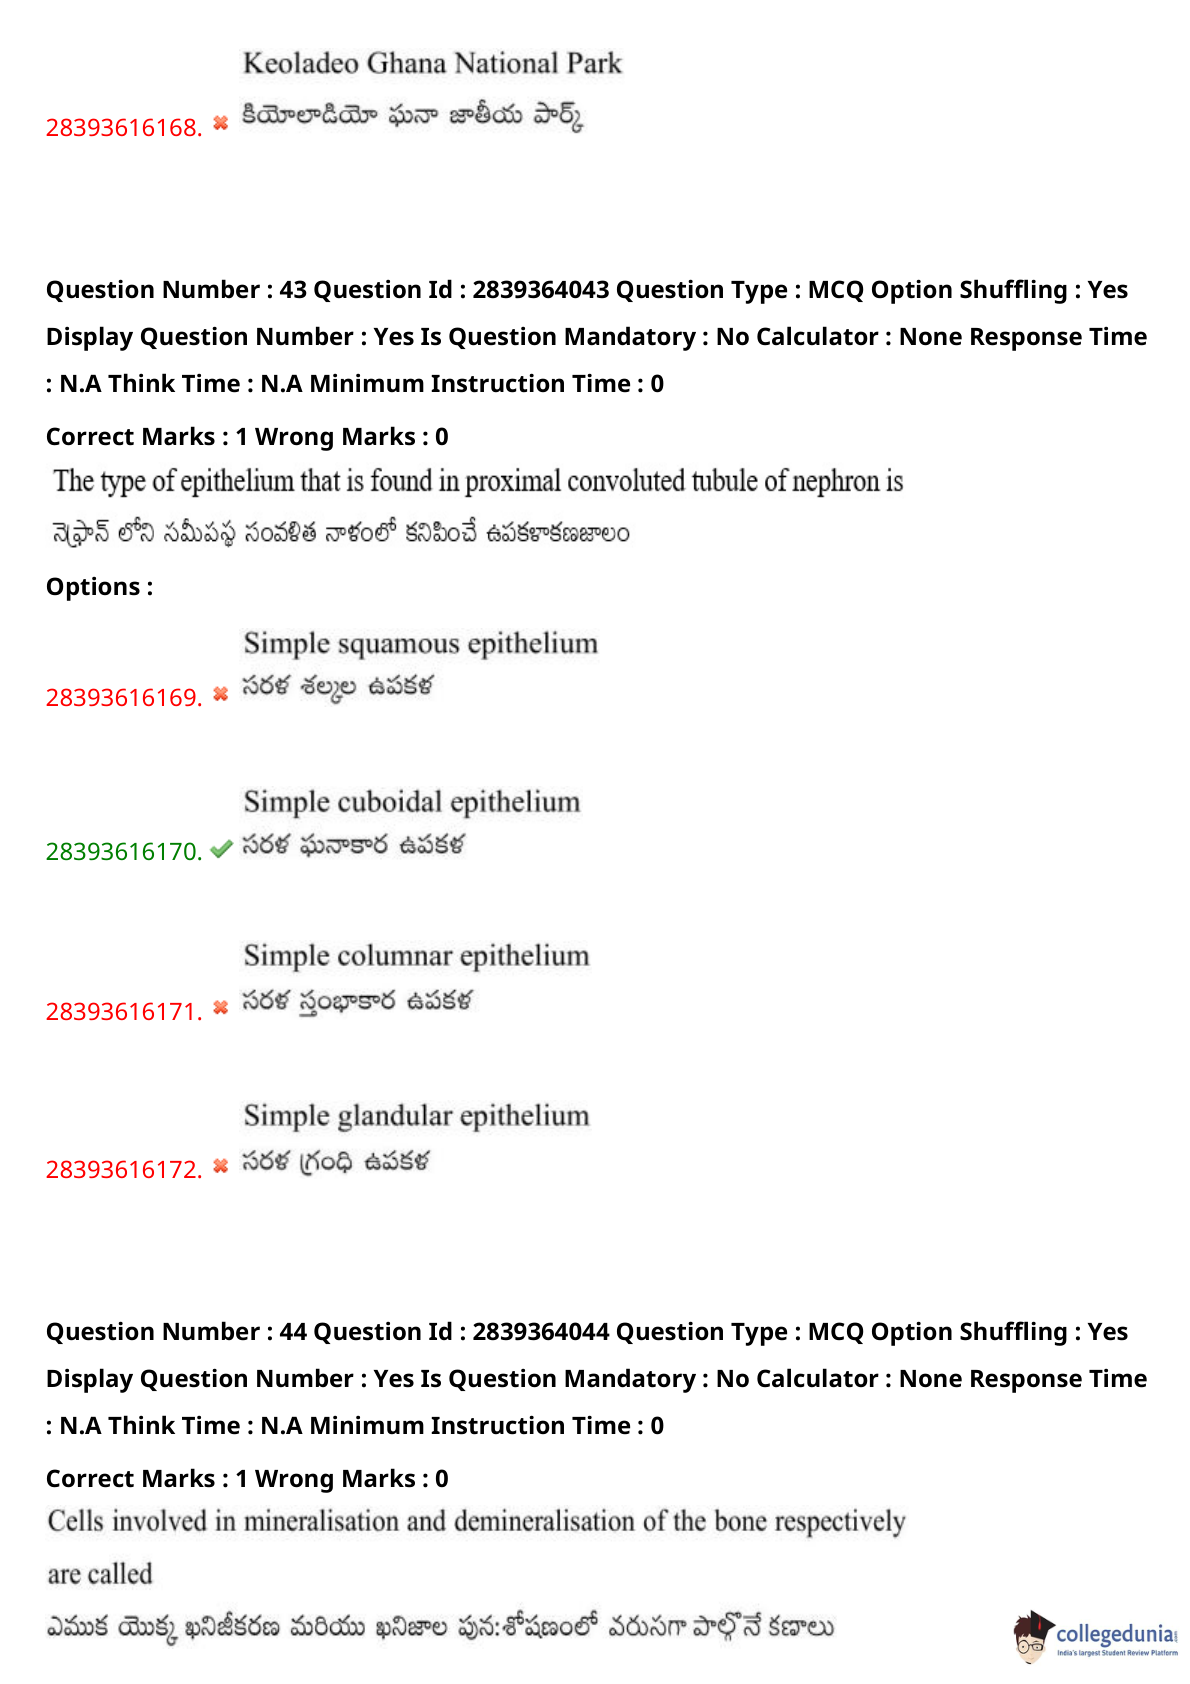 Keoladeo Ghana National Park
కియోలాడియో ఘనా జాతీయ పార్క్
28393616168.
Question Number : 43 Question Id : 2839364043 Question Type : MCQ Option Shuffling : Yes
Display Question Number : Yes Is Question Mandatory : No Calculator : None Response Time
: N.A Think Time : N.A Minimum Instruction Time : 0
Correct Marks : 1 Wrong Marks : 0
The type of epithelium that is found in proximal convoluted tubule of nephron is
నెఫ్రాన్ లోని సమీపస్థ సంవళిత నాళంలో కనిపించే ఉపకళాకణజాలం
Options :
Simple squamous epithelium
సరళ శల్కల ఉపకళ
28393616169.
Simple cuboidal epithelium
సరళ ఘనాకార ఉపకళ
28393616170.
Simple columnar epithelium
సరళ స్తంభాకార ఉపకళ
28393616171.
Simple glandular epithelium
సరళ గ్రంధి ఉపకళ
28393616172.
Question Number : 44 Question Id : 2839364044 Question Type : MCQ Option Shuffling : Yes
Display Question Number : Yes Is Question Mandatory : No Calculator : None Response Time
: N.A Think Time : N.A Minimum Instruction Time : 0
Correct Marks : 1 Wrong Marks : 0
Cells involved in mineralisation and demineralisation of the bone respectively
are called
ఎముక యొక్క ఖనిజీకరణ మరియు ఖనిజాల పున:శోషణంలో వరుసగా పాల్గొనే కణాలు
collegedunia
India's largest Student Review Platform